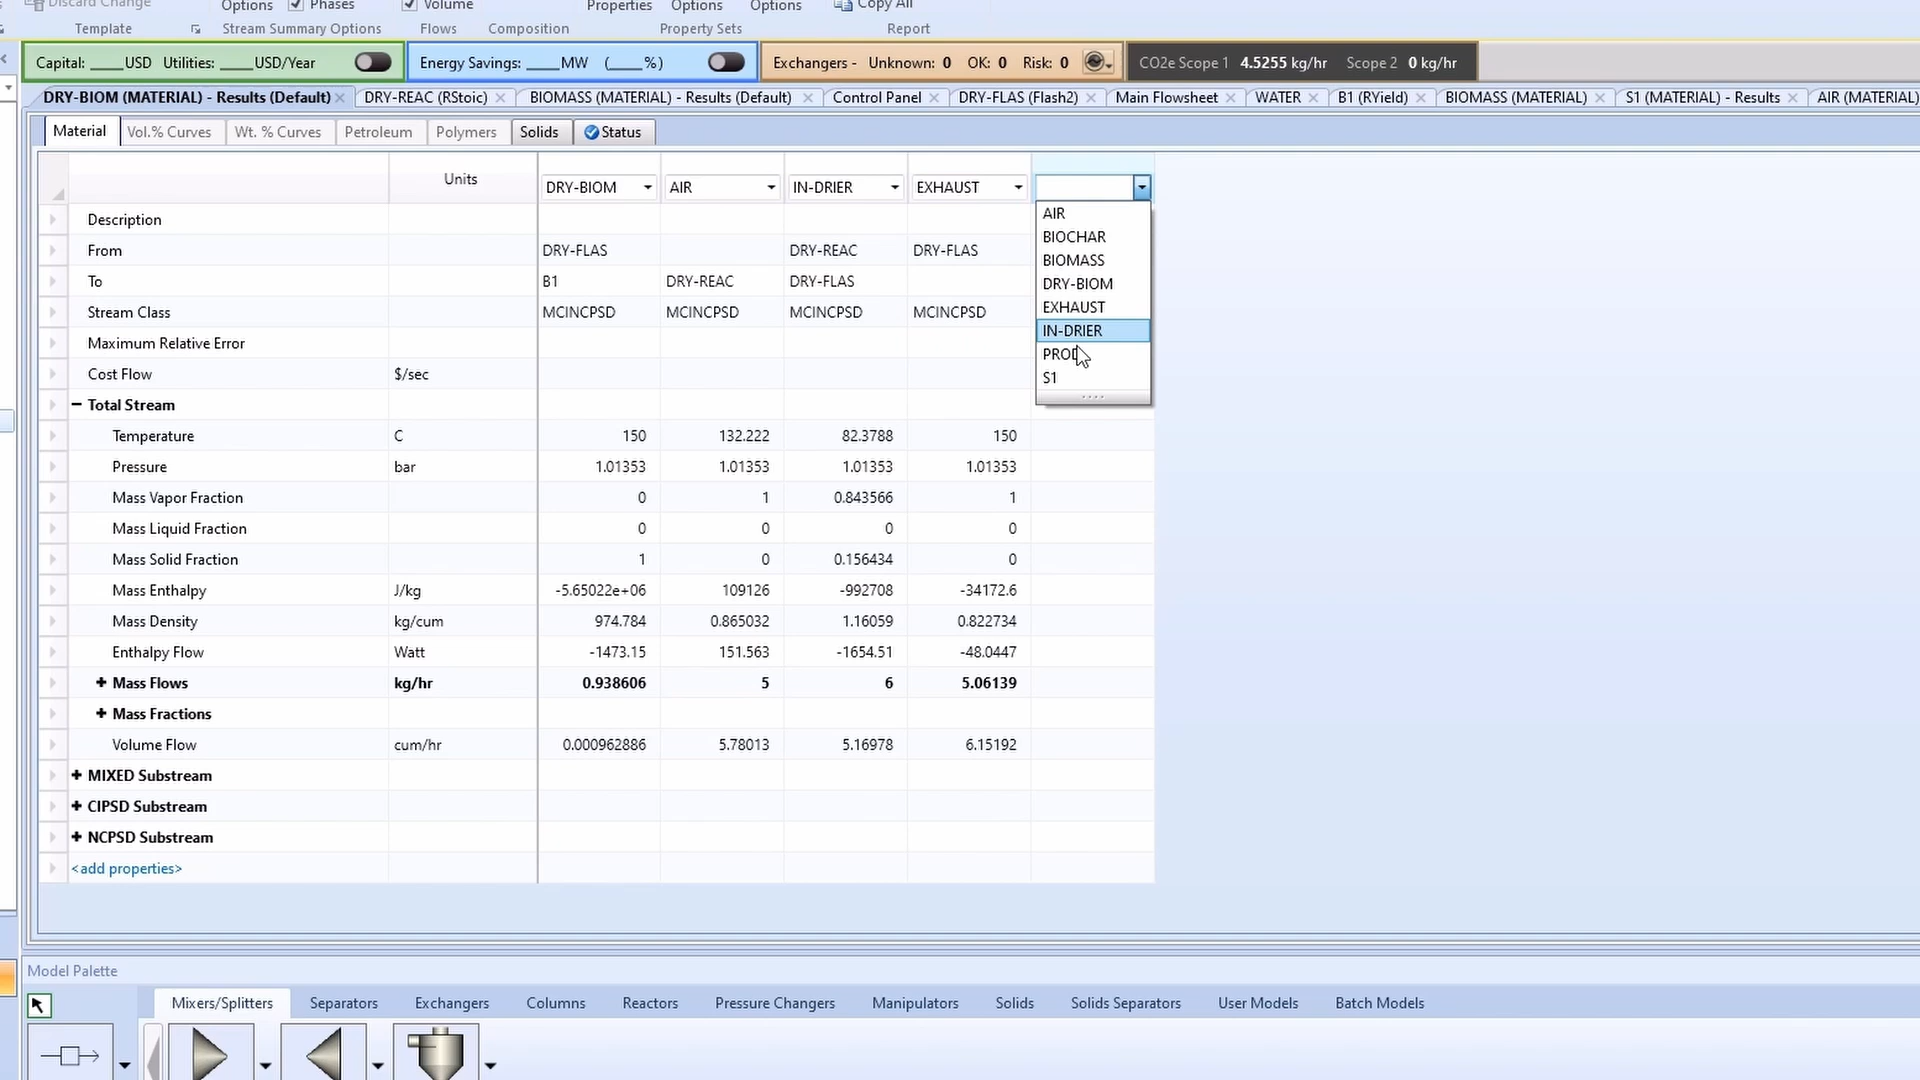 Discard Change
Options Phases Volume Properties Options Options Copy All
Template Stream Summary Options Flows Composition Property Sets Report
Capital: ____USD Utilities: ____USD/Year Energy Savings: ____MW (____%) Exchangers - Unknown: 0 OK: 0 Risk: 0 CO2e Scope 1 4.5255 kg/hr Scope 2 0 kg/hr
DRY-BIOM (MATERIAL) - Results (Default) DRY-REAC (RStoic) BIOMASS (MATERIAL) - Results (Default) Control Panel DRY-FLAS (Flash2) Main Flowsheet WATER B1 (RYield) BIOMASS (MATERIAL) S1 (MATERIAL) - Results AIR (MATERIAL)
Material Vol.% Curves Wt. % Curves Petroleum Polymers Solids Status
Units DRY-BIOM AIR IN-DRIER EXHAUST
AIR
BIOCHAR
BIOMASS
DRY-BIOM
EXHAUST
IN-DRIER
PROD
S1
Description
From DRY-FLAS DRY-REAC DRY-FLAS
To B1 DRY-REAC DRY-FLAS
Stream Class MCINCPSD MCINCPSD MCINCPSD MCINCPSD
Maximum Relative Error
Cost Flow $/sec
Total Stream
Temperature C 150 132.222 82.3788 150
Pressure bar 1.01353 1.01353 1.01353 1.01353
Mass Vapor Fraction 0 1 0.843566 1
Mass Liquid Fraction 0 0 0 0
Mass Solid Fraction 1 0 0.156434 0
Mass Enthalpy J/kg -5.65022e+06 109126 -992708 -34172.6
Mass Density kg/cum 974.784 0.865032 1.16059 0.822734
Enthalpy Flow Watt -1473.15 151.563 -1654.51 -48.0447
Mass Flows kg/hr 0.938606 5 6 5.06139
Mass Fractions
Volume Flow cum/hr 0.000962886 5.78013 5.16978 6.15192
MIXED Substream
CIPSD Substream
NCPSD Substream
<add properties>
Model Palette
Mixers/Splitters Separators Exchangers Columns Reactors Pressure Changers Manipulators Solids Solids Separators User Models Batch Models